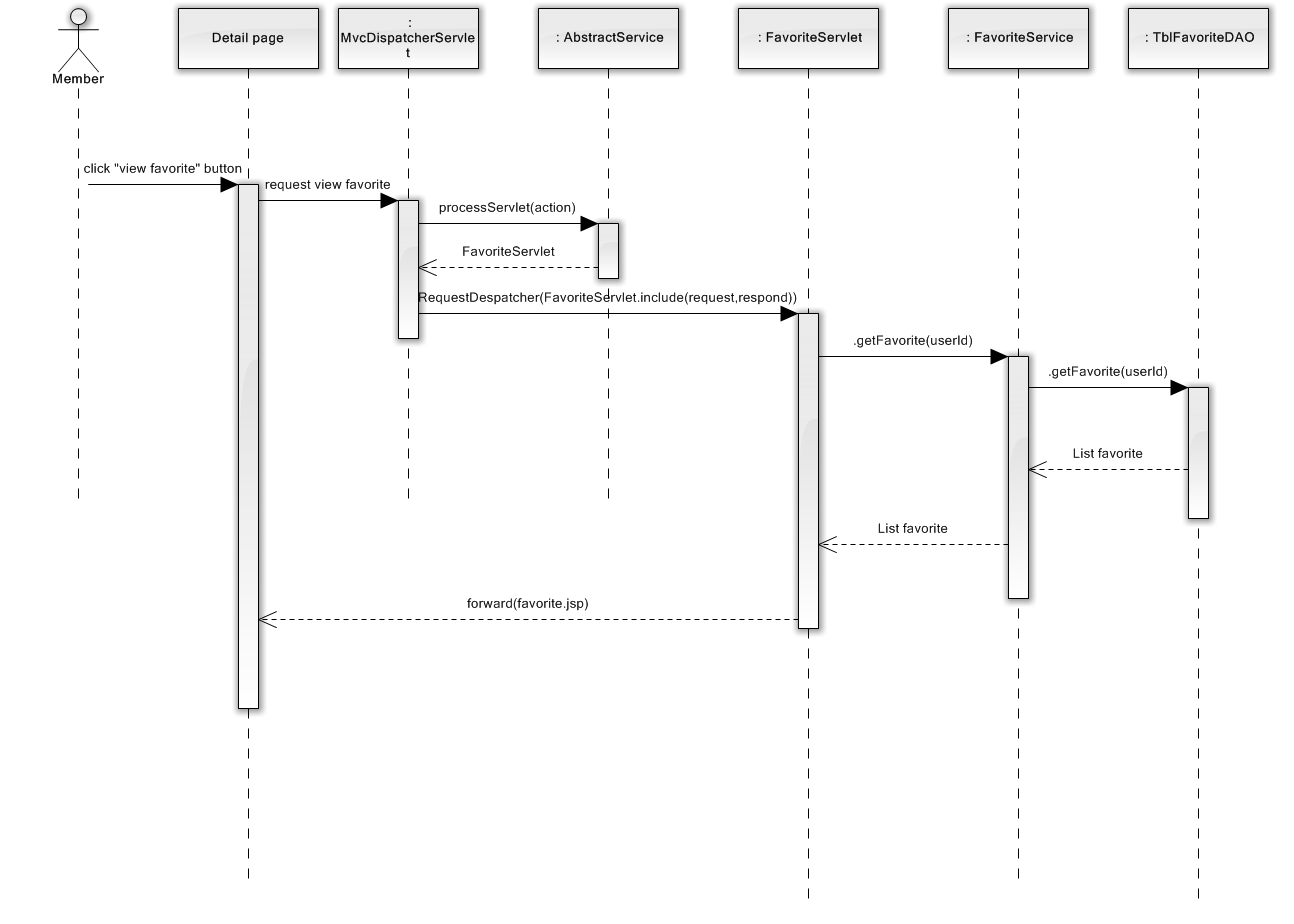 Member
Detail page
:
MvcDispatcherServle
t
: AbstractService
: FavoriteServlet
: FavoriteService
: TblFavoriteDAO
click "view favorite" button
request view favorite
processServlet(action)
FavoriteServlet
RequestDespatcher(FavoriteServlet.include(request,respond))
.getFavorite(userId)
.getFavorite(userId)
List favorite
List favorite
forward(favorite.jsp)